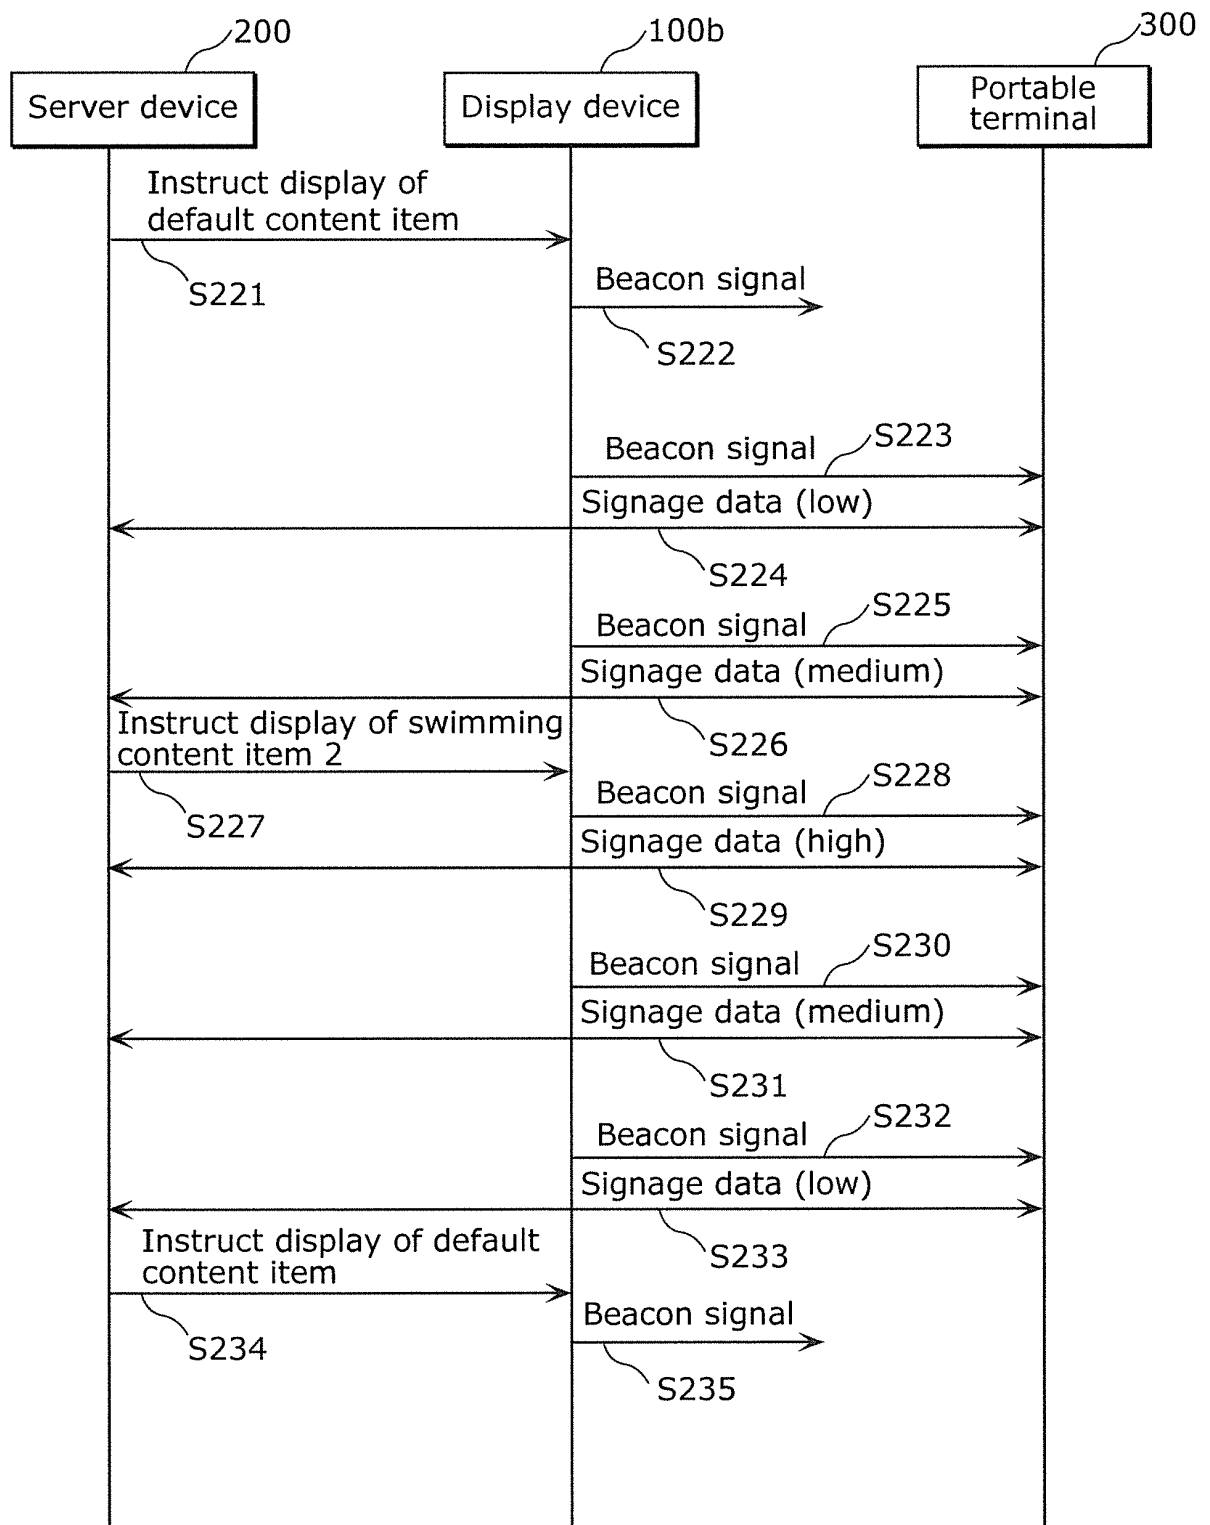 200
100b
300
Server device
Display device
Portable
terminal
Instruct display of
default content item
S221
Beacon signal
S222
Beacon signal
S223
Signage data (low)
S224
Beacon signal
S225
Signage data (medium)
S226
Instruct display of swimming
content item 2
S227
Beacon signal
S228
Signage data (high)
S229
Beacon signal
S230
Signage data (medium)
S231
Beacon signal
S232
Signage data (low)
S233
Instruct display of default
content item
S234
Beacon signal
S235